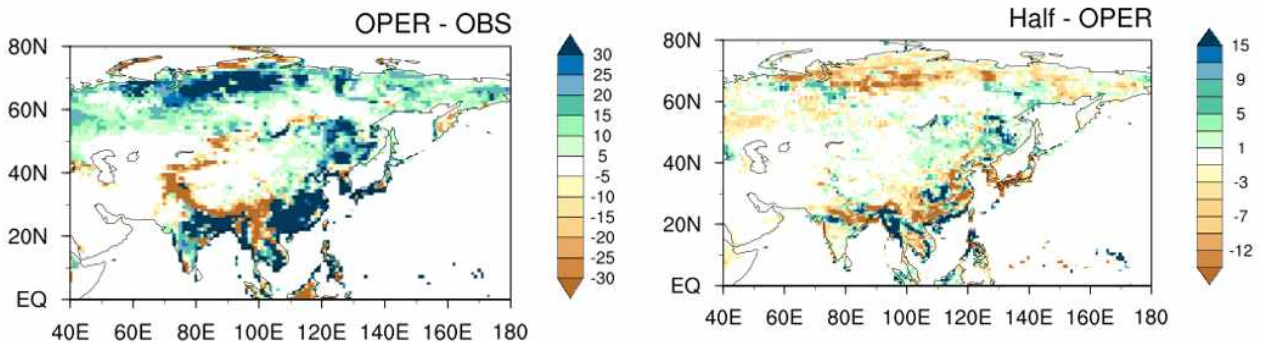 OPER - OBS
80N
60N
40N
20N
EQ
40E 60E 80E 100E 120E 140E 160E 180
30
25
20
15
10
5
-5
-10
-15
-20
-25
-30
Half - OPER
80N
60N
40N
20N
EQ
40E 60E 80E 100E 120E 140E 160E 180
15
9
5
1
-3
-7
-12